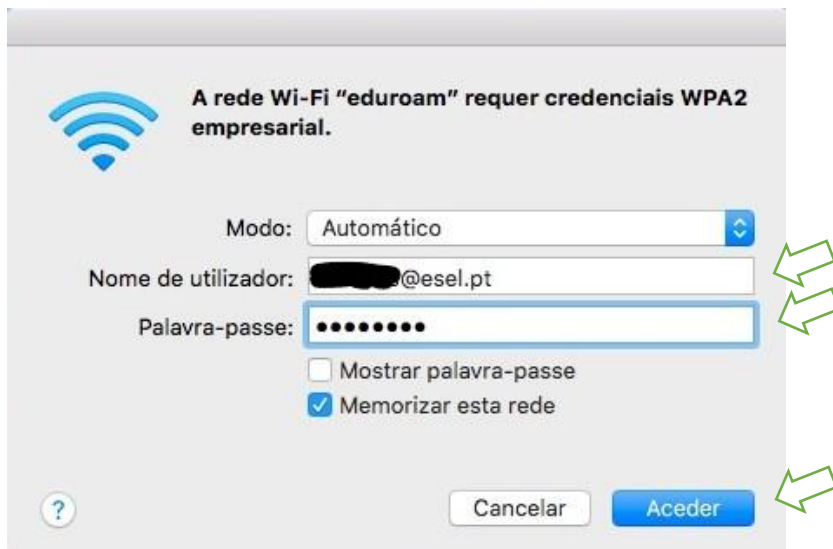 A rede Wi-Fi “eduroam” requer credenciais WPA2
empresarial.
Modo: Automático
Nome de utilizador: @esel.pt
Palavra-passe: ••••••••
Mostrar palavra-passe
Memorizar esta rede
? Cancelar Aceder